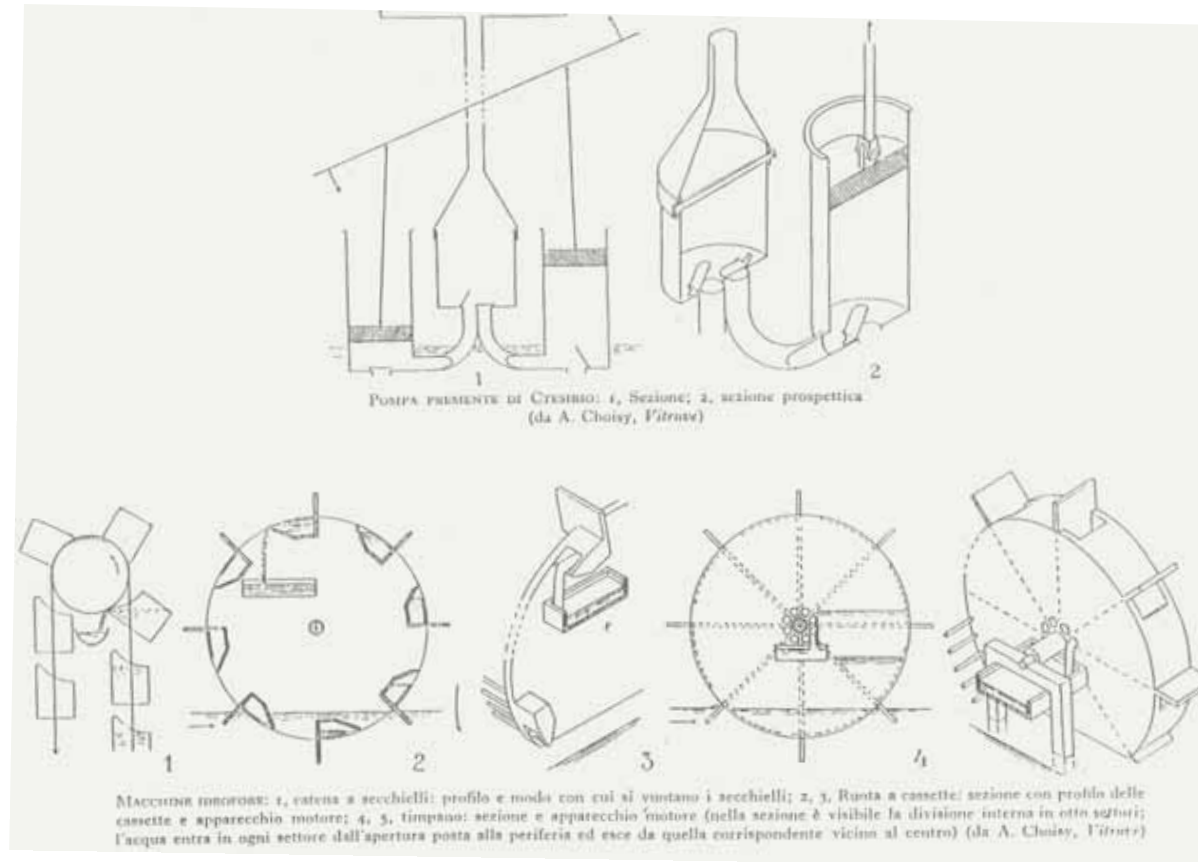 1
2
POMPA PREMENTE DI CTESIBIO: 1, Sezione; 2, sezione prospettica
(da A. Choisy, Vitruve)
1
2
3
4
MACCHINE IDROFORE: 1, catena a secchielli: profilo e modo con cui si vuotano i secchielli; 2, 3, Ruota a cassette: sezione con profilo delle
cassette e apparecchio motore; 4, 5, timpano: sezione e apparecchio motore (nella sezione è visibile la divisione interna in otto settori;
l'acqua entra in ogni settore dall'apertura posta alla periferia ed esce da quella corrispondente vicino al centro) (da A. Choisy, Vitruve)